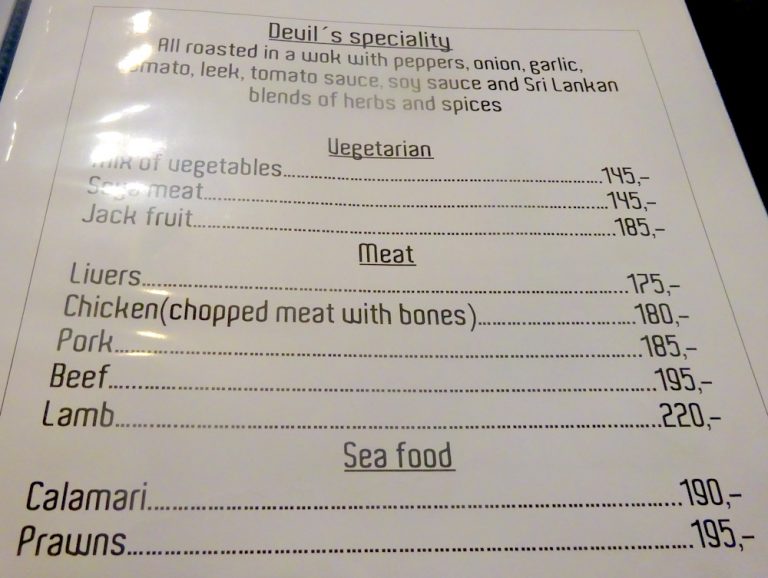 Devil´s speciality
All roasted in a wok with peppers, onion, garlic,
tomato, leek, tomato sauce, soy sauce and Sri Lankan
blends of herbs and spices
Vegetarian
mix of vegetables.......................................................................145,-
Soya meat.......................................................................145,-
Jack fruit.......................................................................185,-
Meat
Livers.......................................................................175,-
Chicken(chopped meat with bones)..............................180,-
Pork.......................................................................185,-
Beef.......................................................................195,-
Lamb.......................................................................220,-
Sea food
Calamari.......................................................................190,-
Prawns.......................................................................195,-